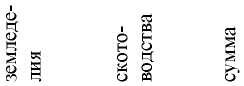 земледе-
лия
ското-
водства
сумма